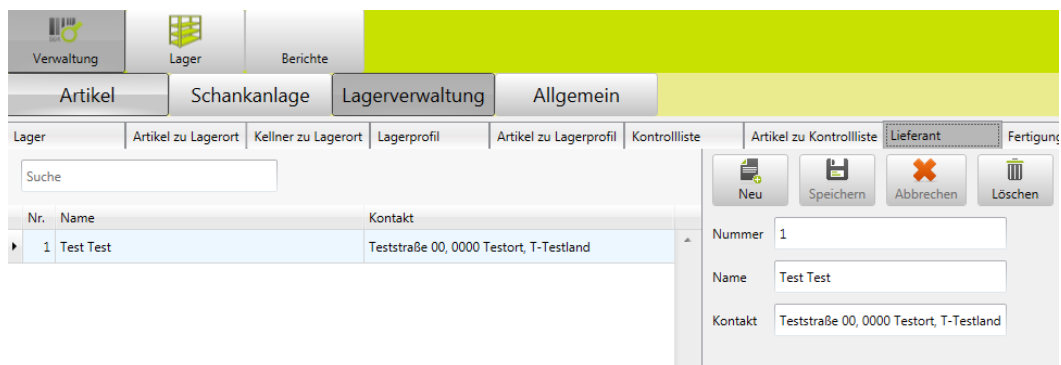 Verwaltung Lager Berichte
Artikel Schankanlage Lagerverwaltung Allgemein
Lager Artikel zu Lagerort Kellner zu Lagerort Lagerprofil Artikel zu Lagerprofil Kontrollliste Artikel zu Kontrollliste Lieferant Fertigung
Suche
Neu Speichern Abbrechen Löschen
Nr. Name Kontakt
1 Test Test Teststraße 00, 0000 Testort, T-Testland
Nummer 1
Name Test Test
Kontakt Teststraße 00, 0000 Testort, T-Testland